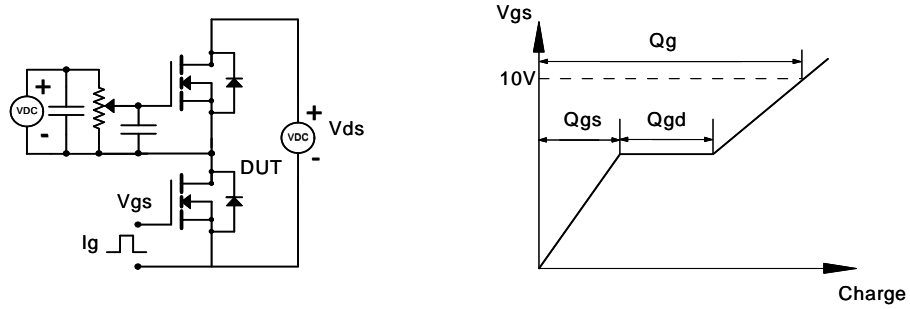 VDC
+
-
Vgs
Ig
DUT
+
VDC
-
Vds
Vgs
10V
Qg
Qgs
Qgd
Charge